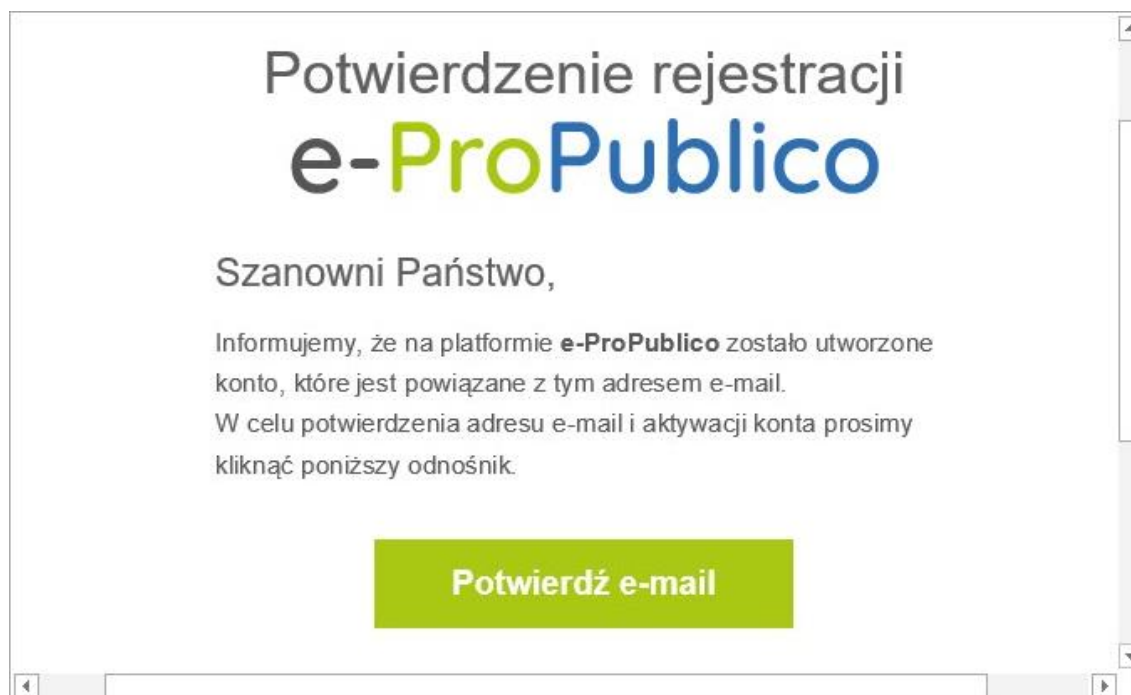 Potwierdzenie rejestracji
e-ProPublico
Szanowni Państwo,
Informujemy, że na platformie e-ProPublico zostało utworzone
konto, które jest powiązane z tym adresem e-mail.
W celu potwierdzenia adresu e-mail i aktywacji konta prosimy
kliknąć poniższy odnośnik.
Potwierdź e-mail